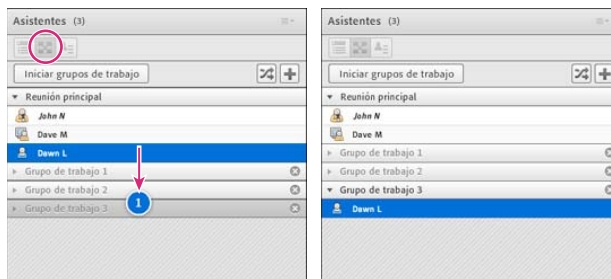 Asistentes (3)
Iniciar grupos de trabajo
Reunión principal
John N
Dave M
Dawn L
Grupo de trabajo 1
Grupo de trabajo 2
Grupo de trabajo 3
1
Asistentes (3)
Iniciar grupos de trabajo
Reunión principal
John N
Dave M
Grupo de trabajo 1
Grupo de trabajo 2
Grupo de trabajo 3
Dawn L